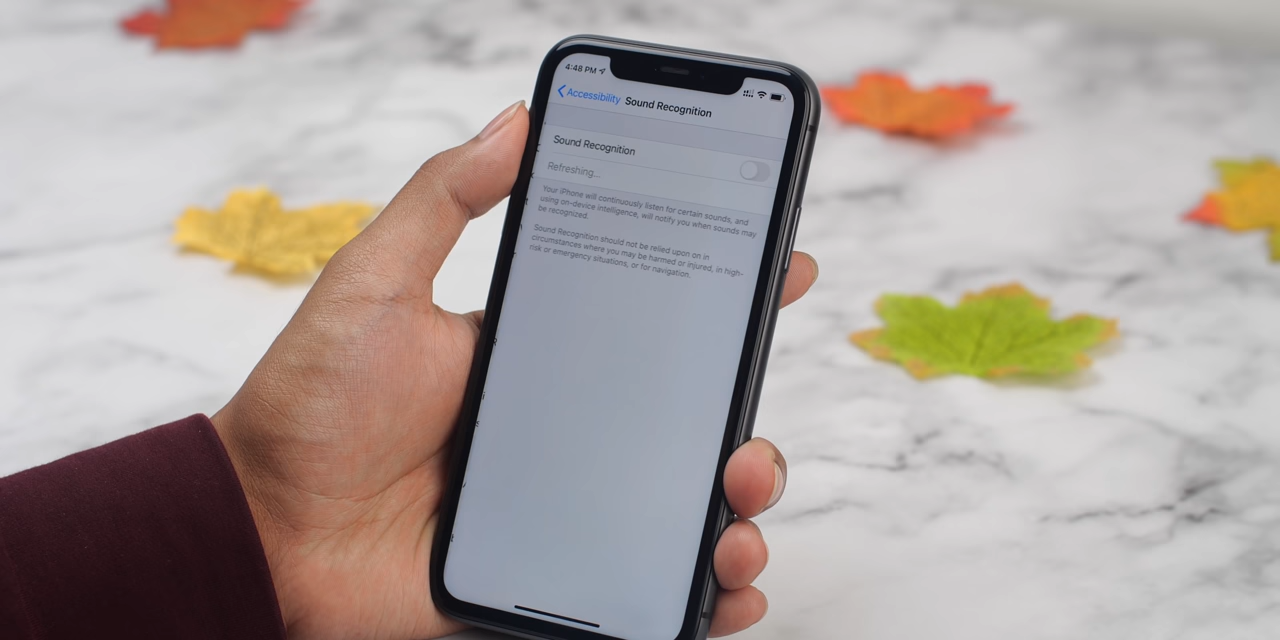 4:48 PM
Accessibility Sound Recognition
Sound Recognition
Refreshing...
Your iPhone will continuously listen for certain sounds, and
using on-device intelligence, will notify you when sounds may
be recognized.
Sound Recognition should not be relied upon on in
circumstances where you may be harmed or injured, in high-
risk or emergency situations, or for navigation.